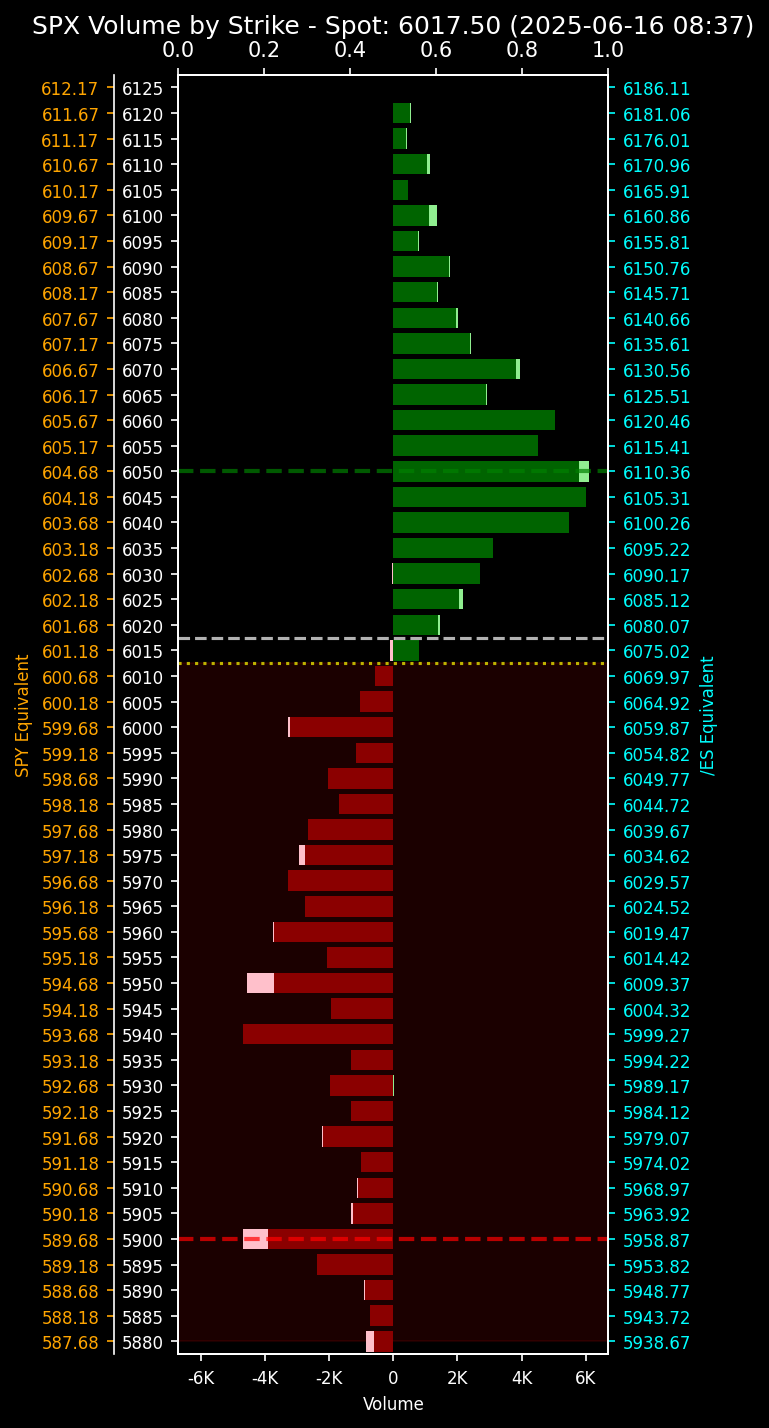 SPX Volume by Strike - Spot: 6017.50 (2025-06-16 08:37)
0.0 0.2 0.4 0.6 0.8 1.0
612.17 6125 6186.11
611.67 6120 6181.06
611.17 6115 6176.01
610.67 6110 6170.96
610.17 6105 6165.91
609.67 6100 6160.86
609.17 6095 6155.81
608.67 6090 6150.76
608.17 6085 6145.71
607.67 6080 6140.66
607.17 6075 6135.61
606.67 6070 6130.56
606.17 6065 6125.51
605.67 6060 6120.46
605.17 6055 6115.41
604.68 6050 6110.36
604.18 6045 6105.31
603.68 6040 6100.26
603.18 6035 6095.22
602.68 6030 6090.17
602.18 6025 6085.12
601.68 6020 6080.07
601.18 6015 6075.02
600.68 6010 6069.97
600.18 6005 6064.92
599.68 6000 6059.87
599.18 5995 6054.82
598.68 5990 6049.77
598.18 5985 6044.72
597.68 5980 6039.67
597.18 5975 6034.62
596.68 5970 6029.57
596.18 5965 6024.52
595.68 5960 6019.47
595.18 5955 6014.42
594.68 5950 6009.37
594.18 5945 6004.32
593.68 5940 5999.27
593.18 5935 5994.22
592.68 5930 5989.17
592.18 5925 5984.12
591.68 5920 5979.07
591.18 5915 5974.02
590.68 5910 5968.97
590.18 5905 5963.92
589.68 5900 5958.87
589.18 5895 5953.82
588.68 5890 5948.77
588.18 5885 5943.72
587.68 5880 5938.67
SPY Equivalent
/ES Equivalent
-6K -4K -2K 0 2K 4K 6K
Volume